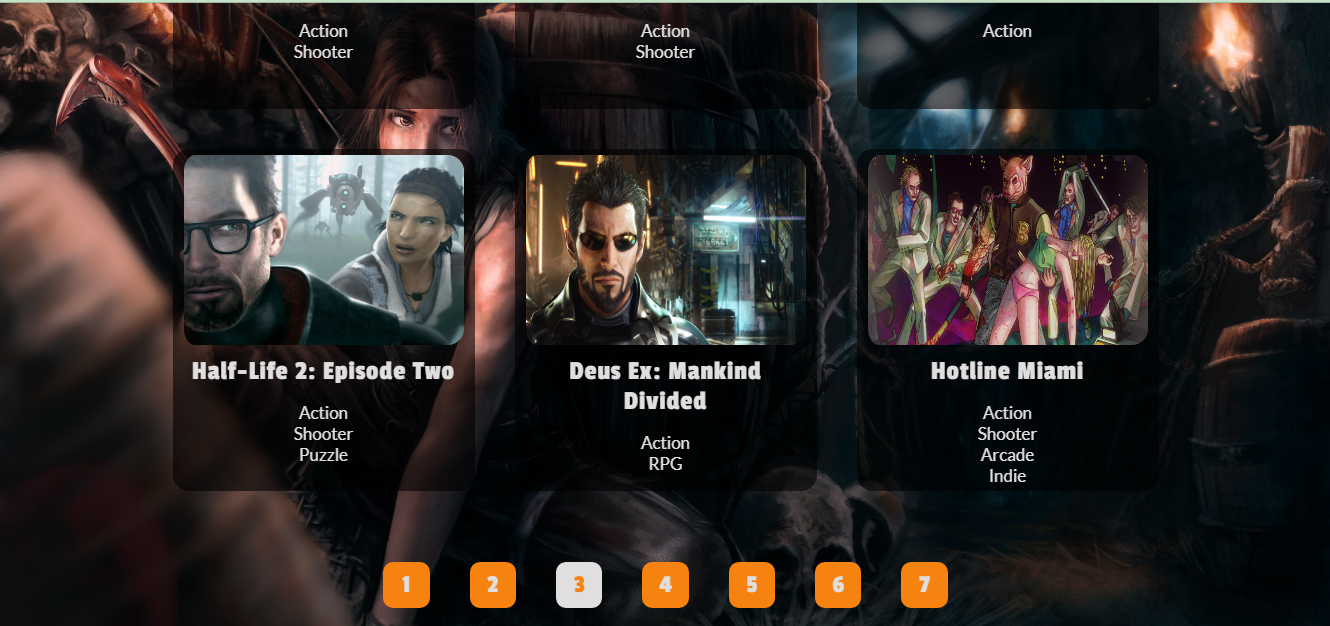 Action
Shooter
Action
Shooter
Action
Half-Life 2: Episode Two
Action
Shooter
Puzzle
Deus Ex: Mankind
Divided
Action
RPG
Hotline Miami
Action
Shooter
Arcade
Indie
B
1 2 3 4 5 6 7